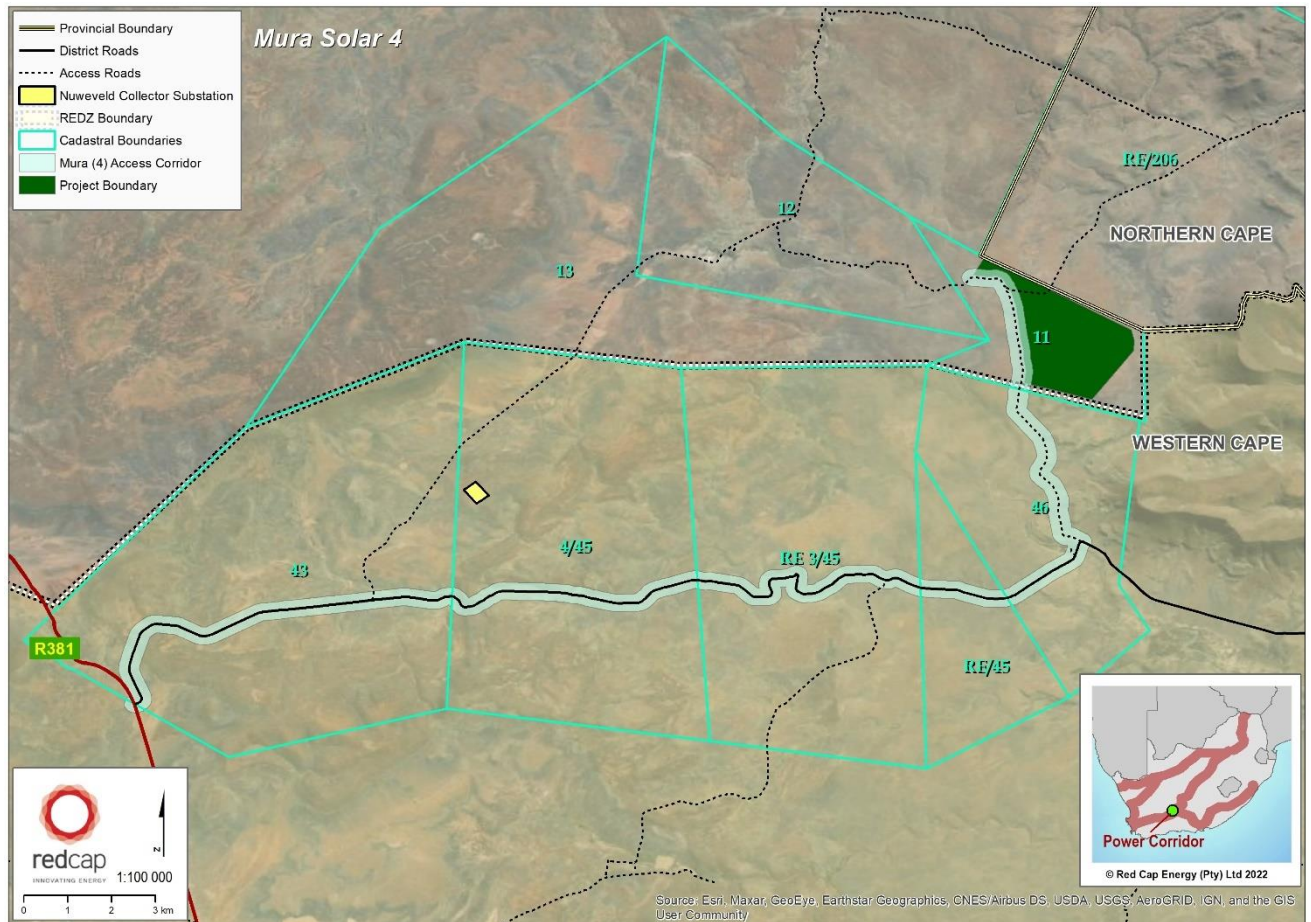 Mura Solar 4
Provincial Boundary
District Roads
Access Roads
Nuweveld Collector Substation
REDZ Boundary
Cadastral Boundaries
Mura (4) Access Corridor
Project Boundary
RE/206
12
NORTHERN CAPE
13
11
WESTERN CAPE
46
4/45
RE 3/45
43
R381
RE/45
redcap
INNOVATING ENERGY
N
1:100 000
0 1 2 3 km
Power Corridor
© Red Cap Energy (Pty) Ltd 2022
Source: Esri, Maxar, GeoEye, Earthstar Geographics, CNES/Airbus DS, USDA, USGS, AeroGRID, IGN, and the GIS
User Community